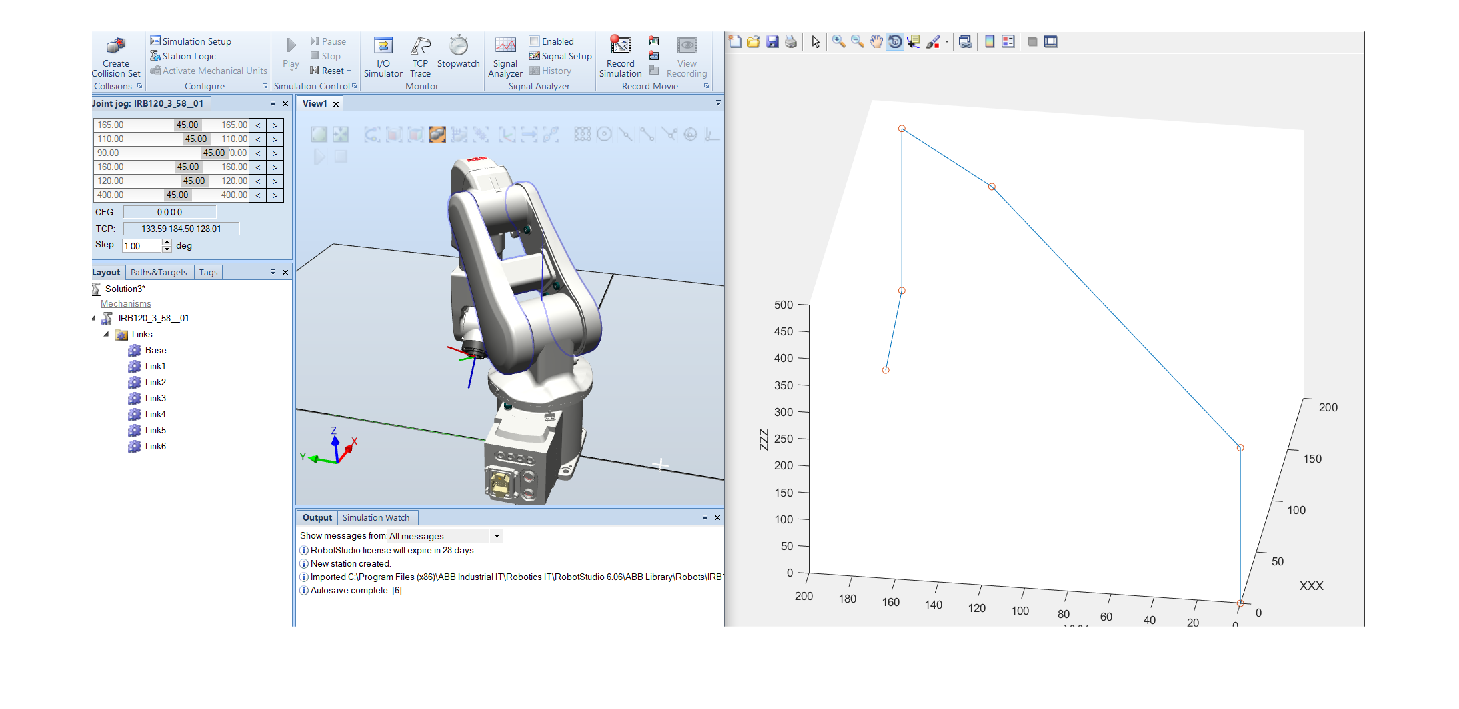 Create
Collision Set
Collisions
Simulation Setup
Station Logic
Activate Mechanical Units
Configure
Play
Pause
Stop
Reset
Simulation Control
I/O
Simulator
TCP
Trace
Stopwatch
Monitor
Signal
Analyzer
Enabled
Signal Setup
History
Signal Analyzer
Record
Simulation
View
Recording
Record Movie
Joint jog: IRB120_3_58__01
165.00 45.00 165.00 < >
110.00 45.00 110.00 < >
90.00 45.00 70.00 < >
160.00 45.00 160.00 < >
120.00 45.00 120.00 < >
400.00 45.00 400.00 < >
CFG: 0 0 0 0
TCP: 133.59 184.50 128.01
Step: 1.00 deg
Layout Paths&Targets Tags
Solution3*
Mechanisms
IRB120_3_58__01
Links
Base
Link1
Link2
Link3
Link4
Link5
Link6
View1
Z
X
Y
Output Simulation Watch
Show messages from: All messages
RobotStudio license will expire in 28 days
New station created.
Imported C:\Program Files (x86)\ABB Industrial IT\Robotics IT\RobotStudio 6.06\ABB Library\Robots\IRB1
Autosave complete. [6]
500
450
400
350
300
250
200
150
100
50
0
ZZZ
200 180 160 140 120 100 80 60 40 20 0
0
50
100
150
200
XXX